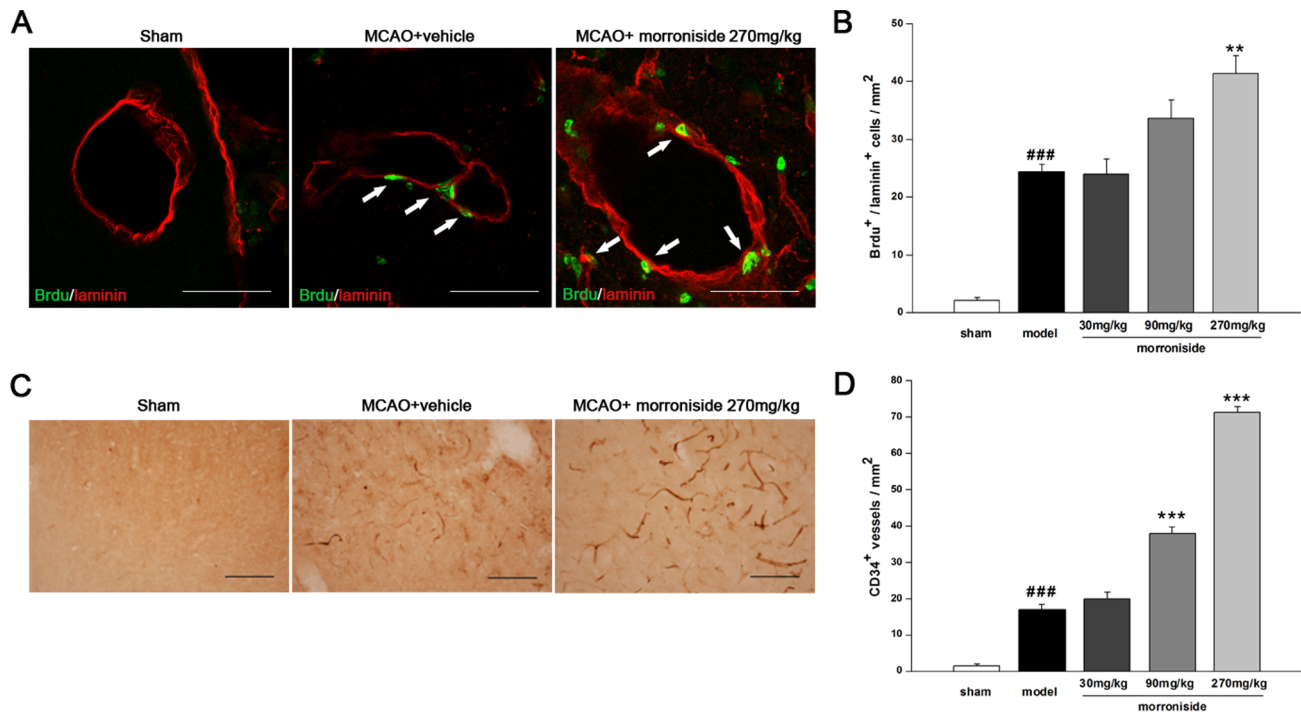 A
Sham
MCAO+vehicle
MCAO+ morroniside 270mg/kg
Brdu/laminin
Brdu/laminin
Brdu/laminin
B
Brdu+ / laminin+ cells / mm2
50
40
30
20
10
0
###
**
sham
model
30mg/kg
90mg/kg
270mg/kg
morroniside
C
Sham
MCAO+vehicle
MCAO+ morroniside 270mg/kg
D
CD34+ vessels / mm2
80
70
60
50
40
30
20
10
0
###
***
***
sham
model
30mg/kg
90mg/kg
270mg/kg
morroniside